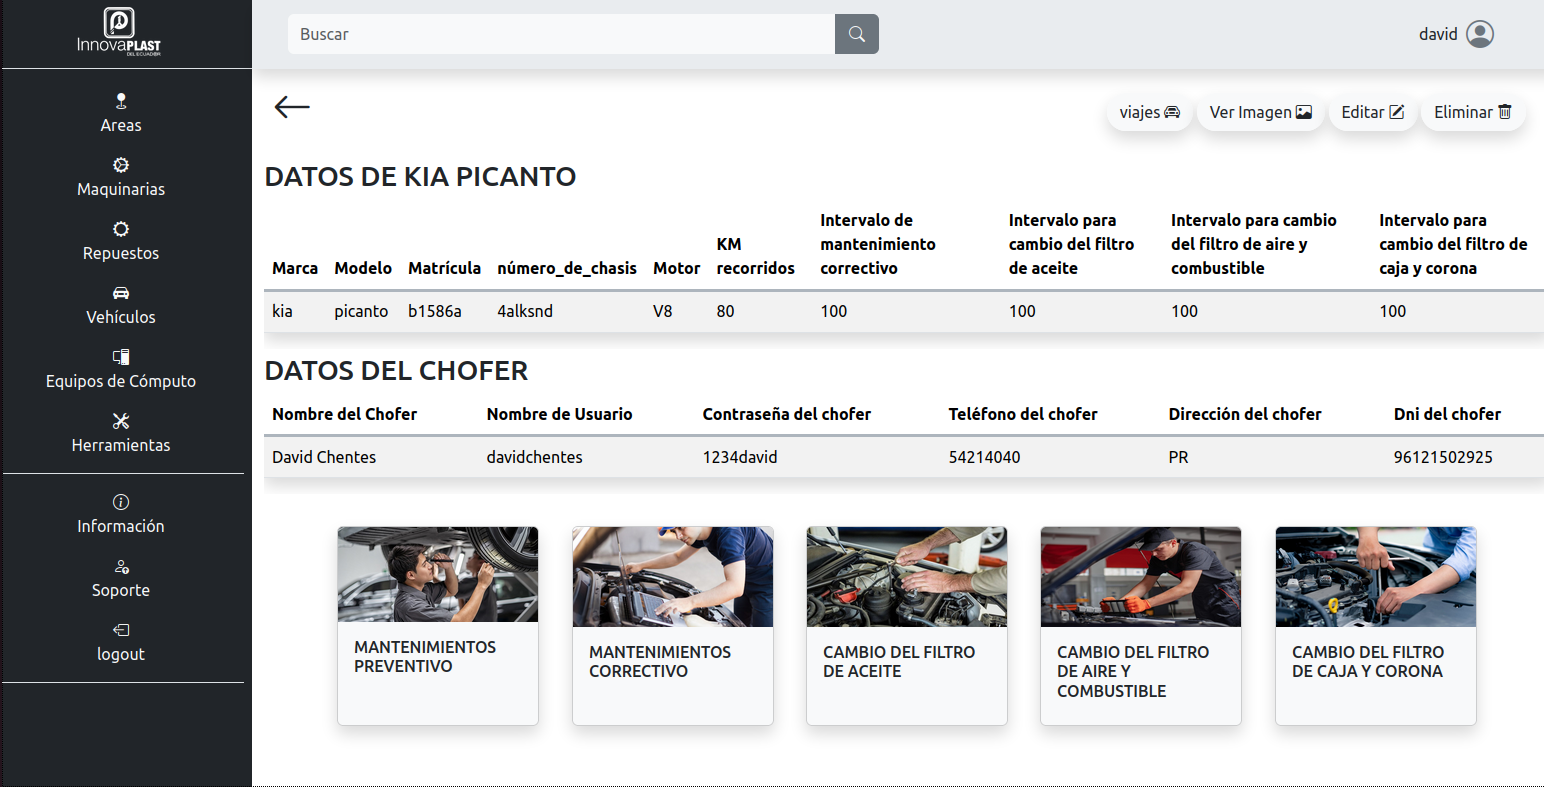 InnovaPLAST
DEL ECUADOR
Buscar
david
Areas
Maquinarias
Repuestos
Vehículos
Equipos de Cómputo
Herramientas
Información
Soporte
logout
viajes
Ver Imagen
Editar
Eliminar
DATOS DE KIA PICANTO
Marca
Modelo
Matrícula
número_de_chasis
Motor
KM
recorridos
Intervalo de
mantenimiento
correctivo
Intervalo para
cambio del filtro
de aceite
Intervalo para cambio
del filtro de aire y
combustible
Intervalo para
cambio del filtro de
caja y corona
kia picanto b1586a 4alksnd V8 80 100 100 100 100
DATOS DEL CHOFER
Nombre del Chofer Nombre de Usuario Contraseña del chofer Teléfono del chofer Dirección del chofer Dni del chofer
David Chentes davidchentes 1234david 54214040 PR 96121502925
MANTENIMIENTOS
PREVENTIVO
MANTENIMIENTOS
CORRECTIVO
CAMBIO DEL FILTRO
DE ACEITE
CAMBIO DEL FILTRO
DE AIRE Y
COMBUSTIBLE
CAMBIO DEL FILTRO
DE CAJA Y CORONA